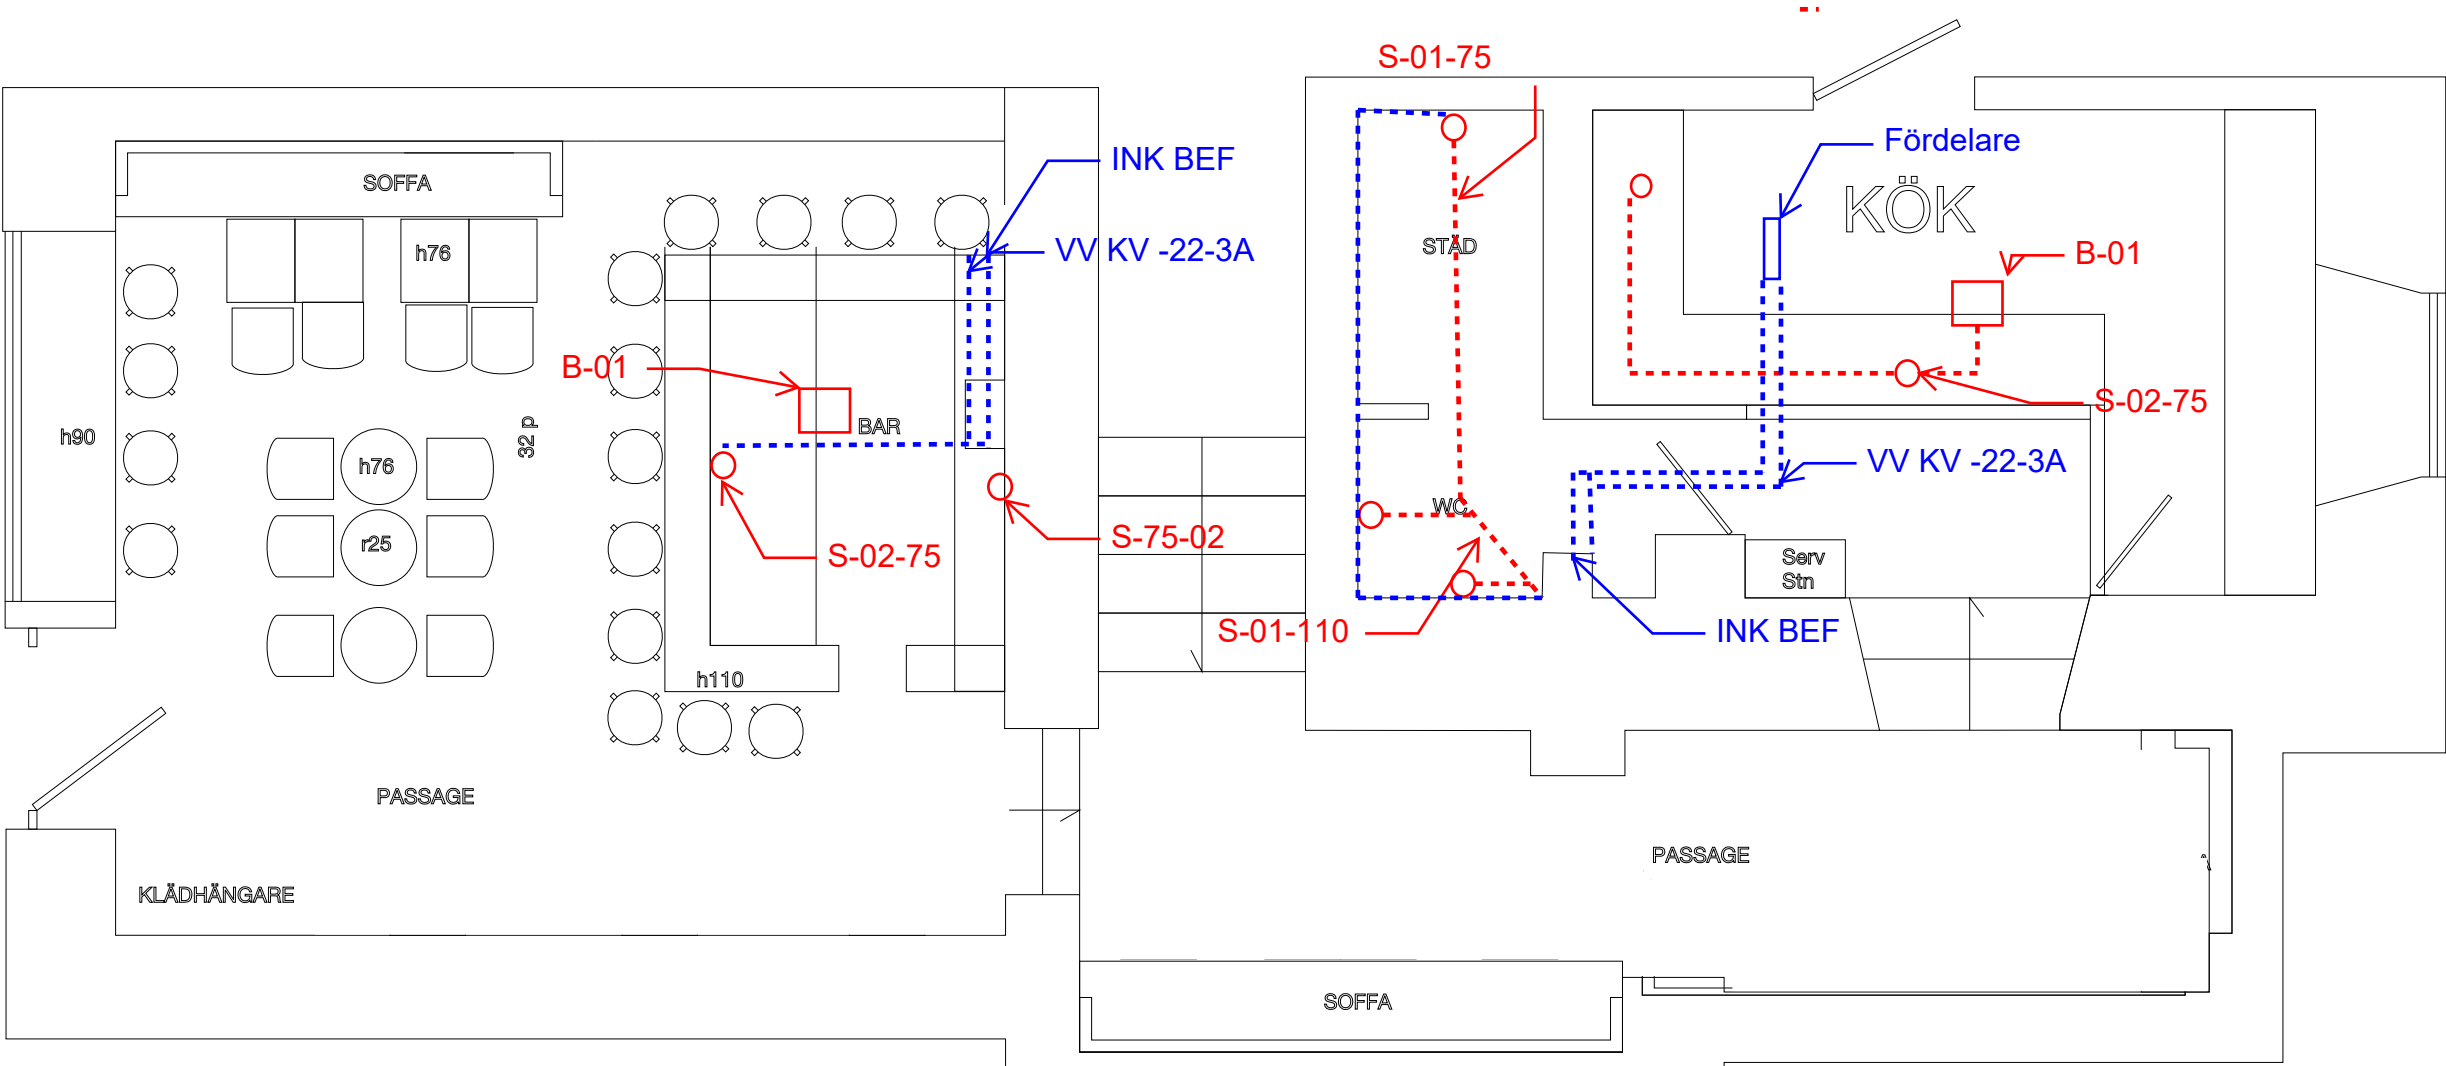 S-01-75
Fördelare
INK BEF
SOFFA
KÖK
h76
VV KV -22-3A
STÄD
B-01
B-01
S-02-75
BAR
h90
32 p
h76
VV KV -22-3A
WC
S-75-02
r25
S-02-75
Serv
Stn
S-01-110
INK BEF
h110
PASSAGE
PASSAGE
KLÄDHÄNGARE
SOFFA